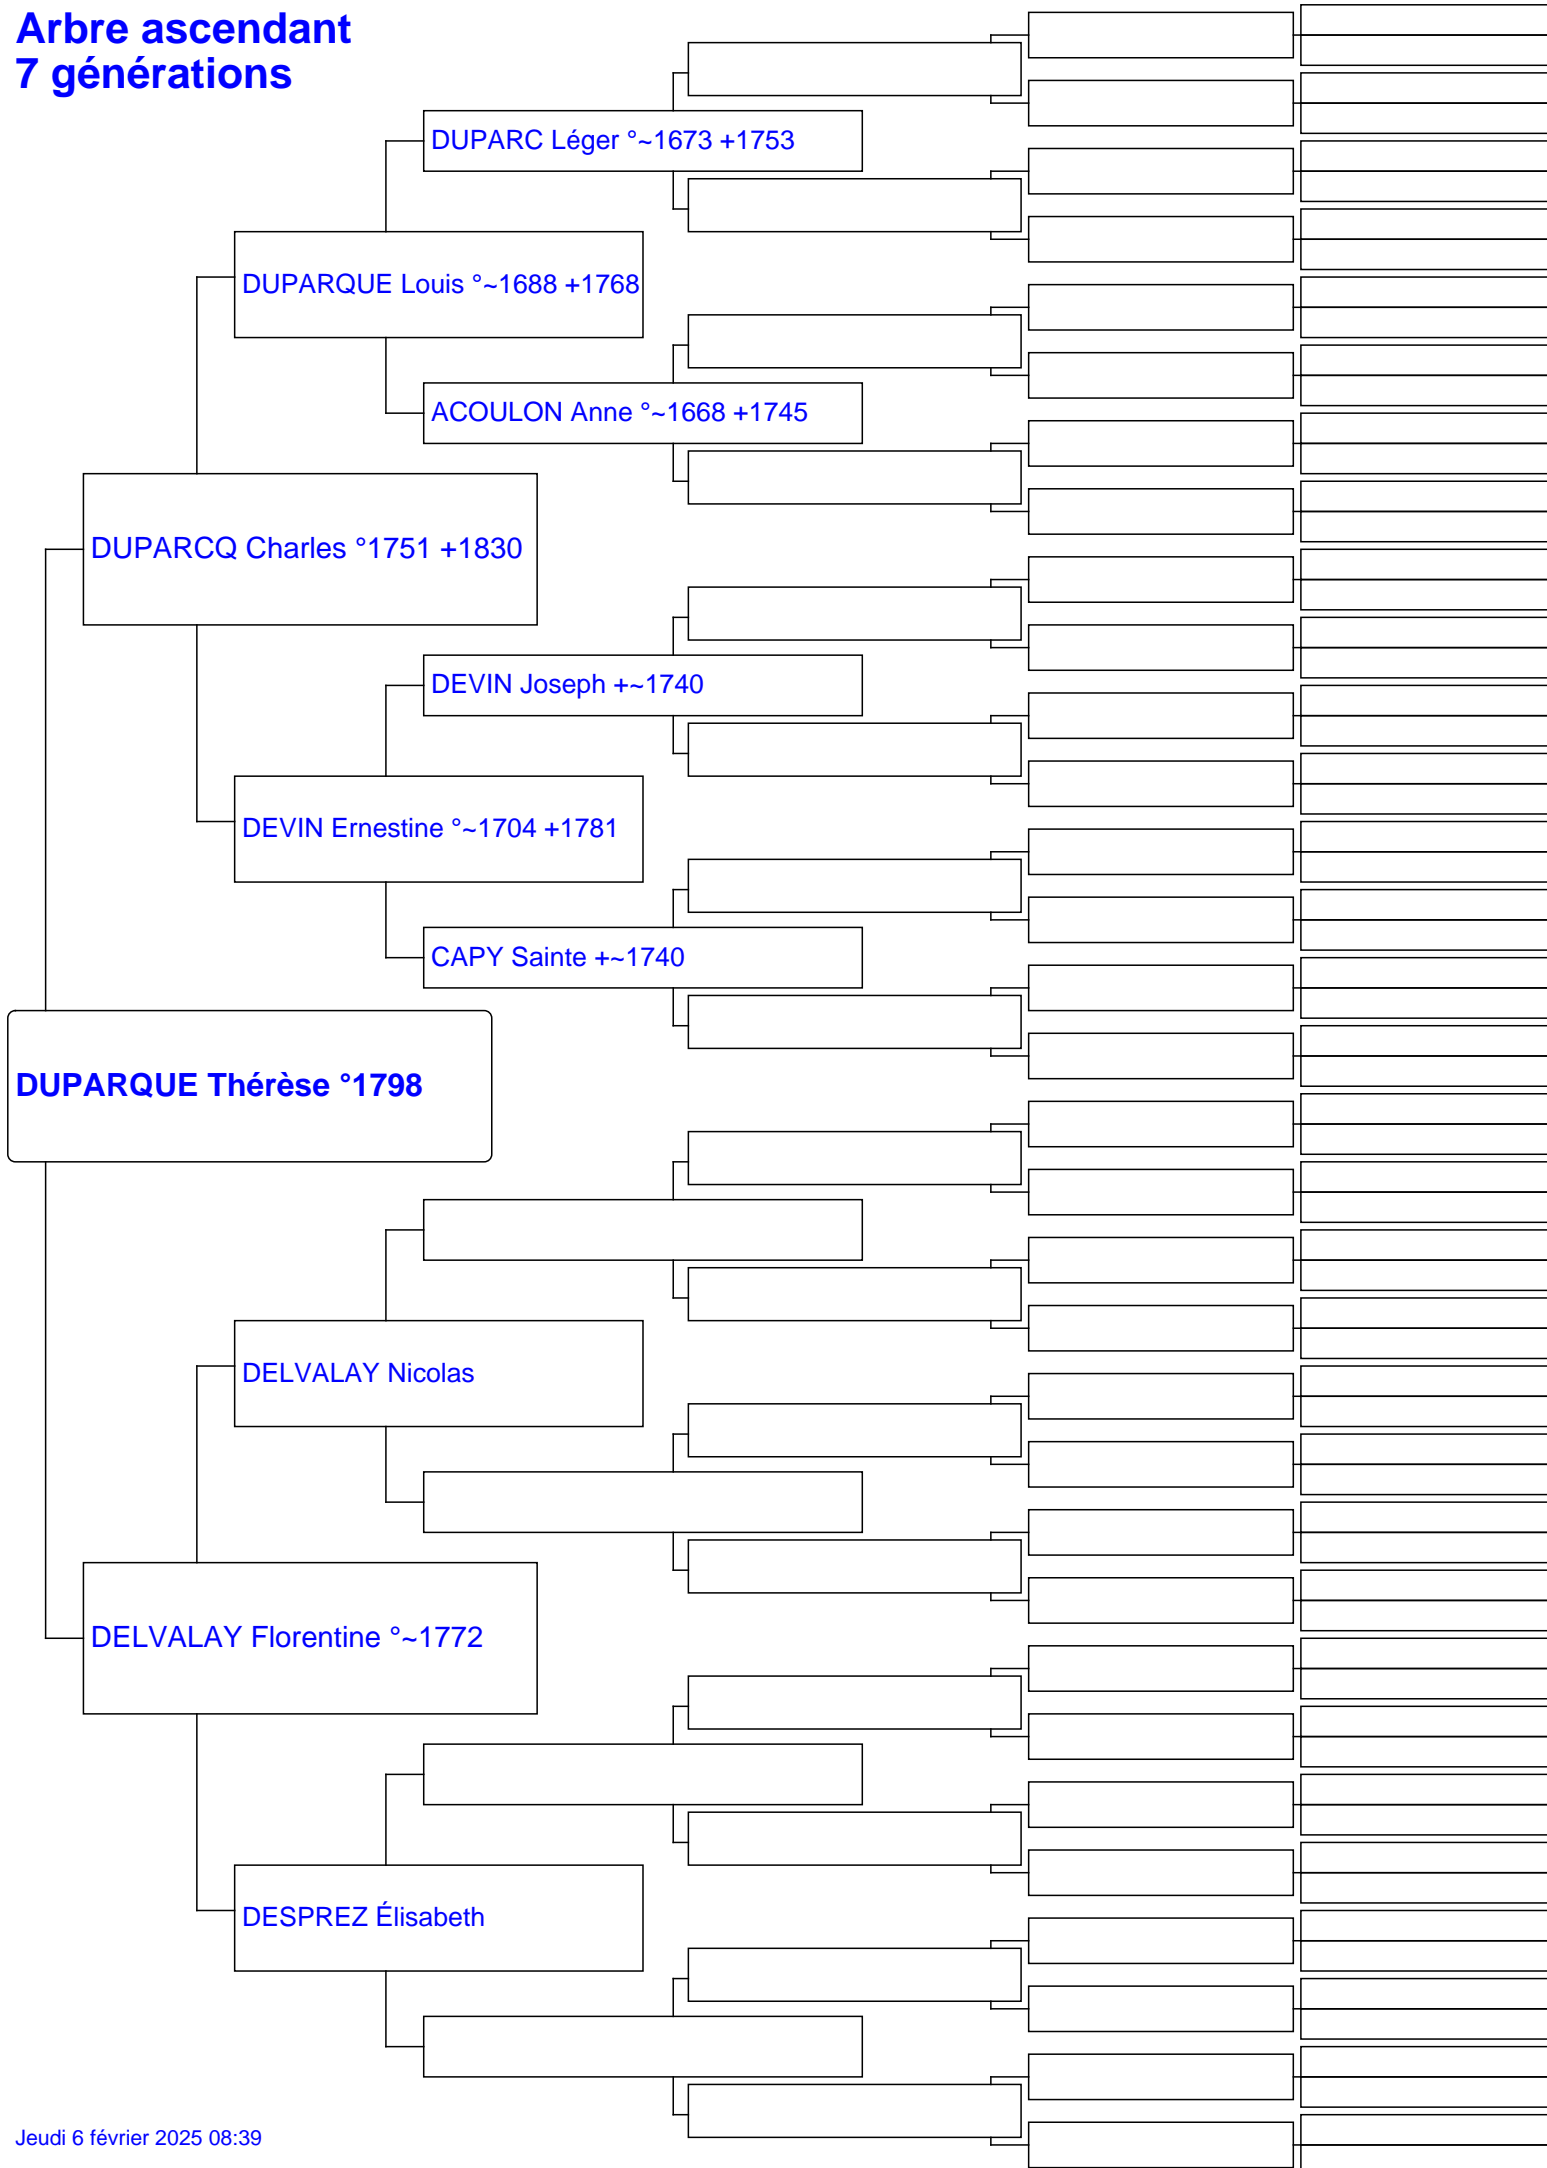 Arbre ascendant
7 générations
DUPARC Léger °~1673 +1753
DUPARQUE Louis °~1688 +1768
ACOULON Anne °~1668 +1745
DUPARCQ Charles °1751 +1830
DEVIN Joseph +~1740
DEVIN Ernestine °~1704 +1781
CAPY Sainte +~1740
DUPARQUE Thérèse °1798
DELVALAY Nicolas
DELVALAY Florentine °~1772
DESPREZ Élisabeth
Jeudi 6 février 2025 08:39